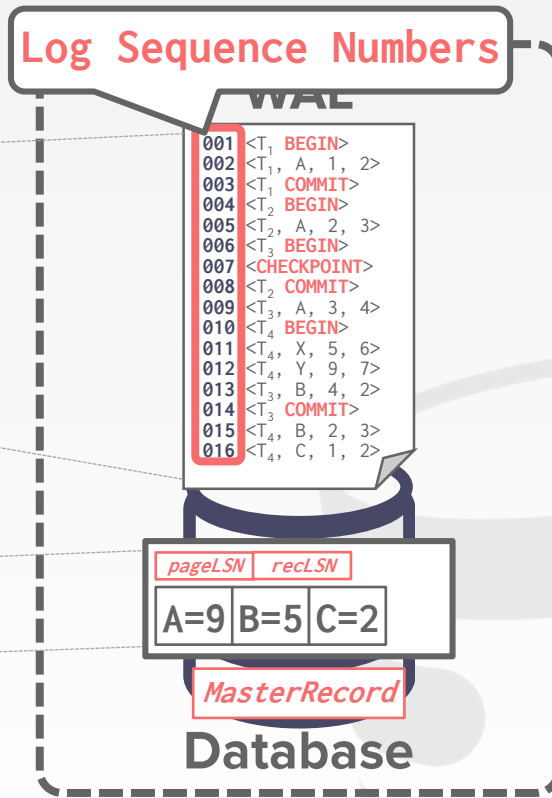 Log Sequence Numbers
WAL
001 <T₁ BEGIN>
002 <T₁, A, 1, 2>
003 <T₁ COMMIT>
004 <T₂ BEGIN>
005 <T₂, A, 2, 3>
006 <T₃ BEGIN>
007 <CHECKPOINT>
008 <T₂ COMMIT>
009 <T₃, A, 3, 4>
010 <T₄ BEGIN>
011 <T₄, X, 5, 6>
012 <T₄, Y, 9, 7>
013 <T₃, B, 4, 2>
014 <T₃ COMMIT>
015 <T₄, B, 2, 3>
016 <T₄, C, 1, 2>
pageLSN recLSN
A=9 B=5 C=2
MasterRecord
Database